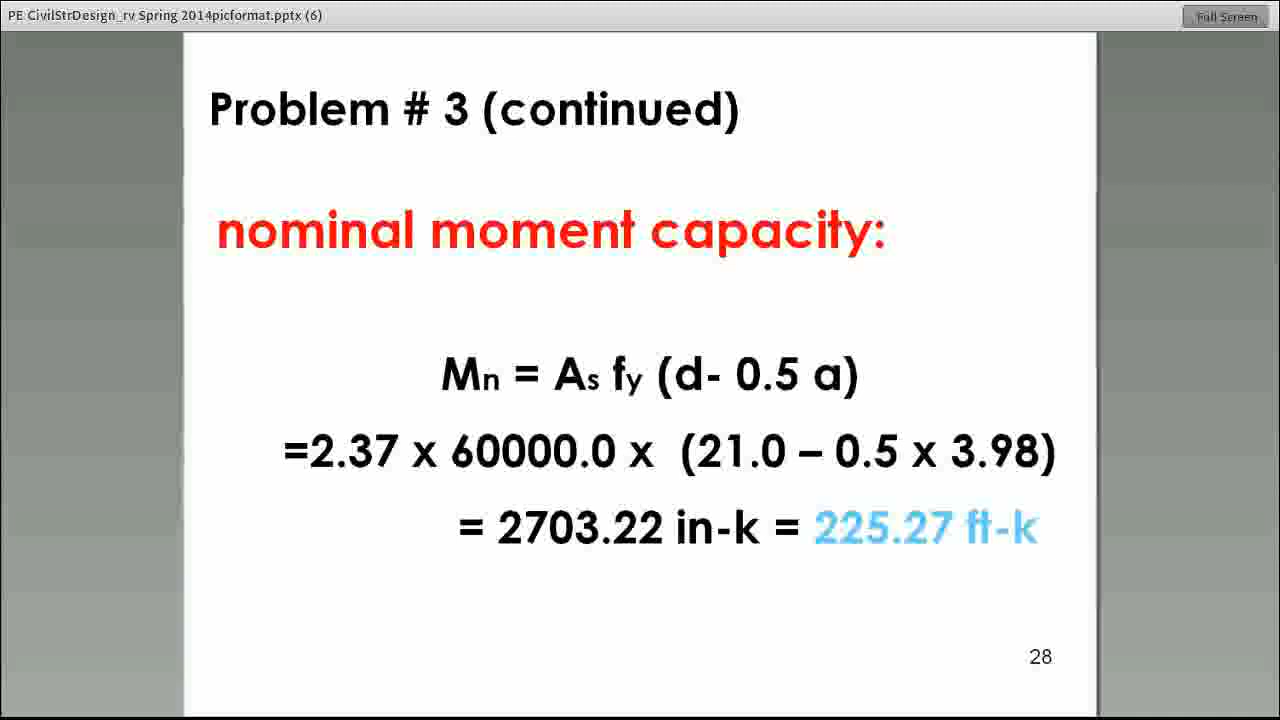 PE CivilStrDesign_rv Spring 2014picformat.pptx (6)
Full Screen
Problem # 3 (continued)
nominal moment capacity:
Mn = As fy (d- 0.5 a)
=2.37 x 60000.0 x (21.0 – 0.5 x 3.98)
= 2703.22 in-k = 225.27 ft-k
28